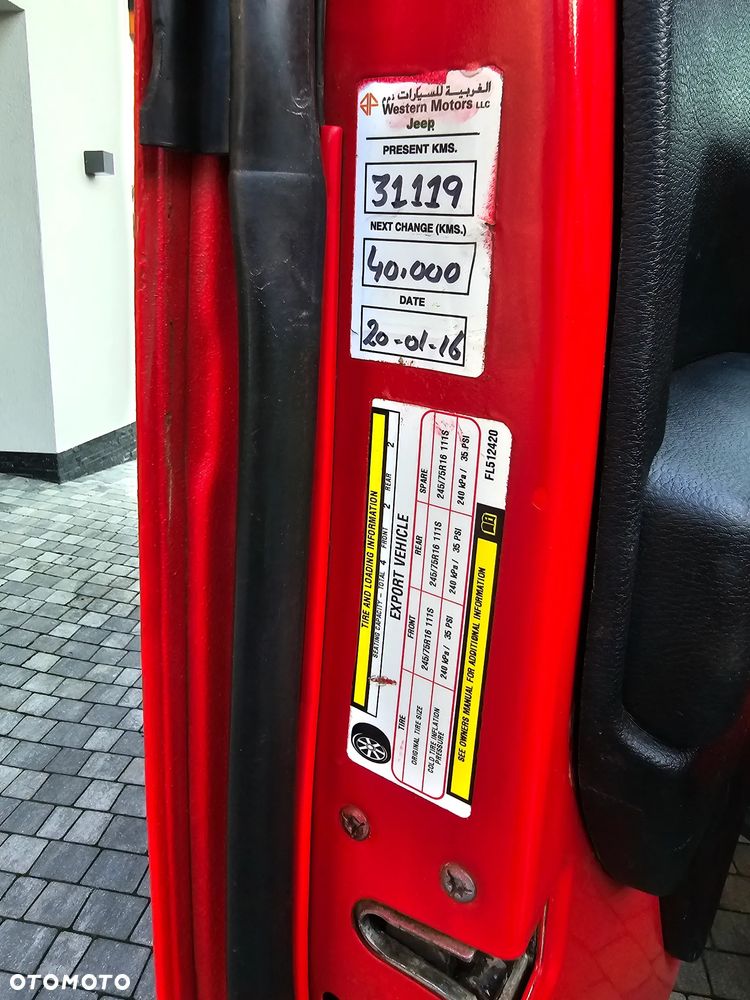 الغربية للسيارات ذ.م.م
Western Motors LLC
Jeep
PRESENT KMS.
31119
NEXT CHANGE (KMS.)
40.000
DATE
20-01-16
TIRE AND LOADING INFORMATION
SEATING CAPACITY - TOTAL 4 FRONT 2 REAR 2
EXPORT VEHICLE
TIRE FRONT REAR SPARE
ORIGINAL TIRE SIZE 245/75R16 111S 245/75R16 111S 245/75R16 111S
COLD TIRE INFLATION PRESSURE 240 kPa / 35 PSI 240 kPa / 35 PSI 240 kPa / 35 PSI
SEE OWNERS MANUAL FOR ADDITIONAL INFORMATION
FL512420
OTOMOTO